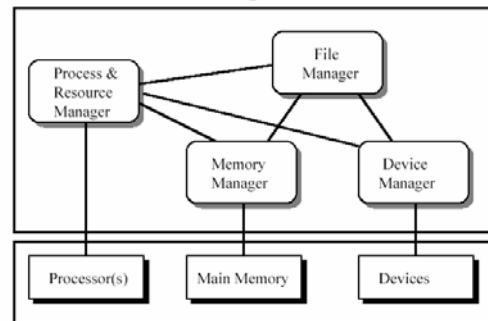 File
Manager
Process &
Resource
Manager
Memory
Manager
Device
Manager
Processor(s)
Main Memory
Devices